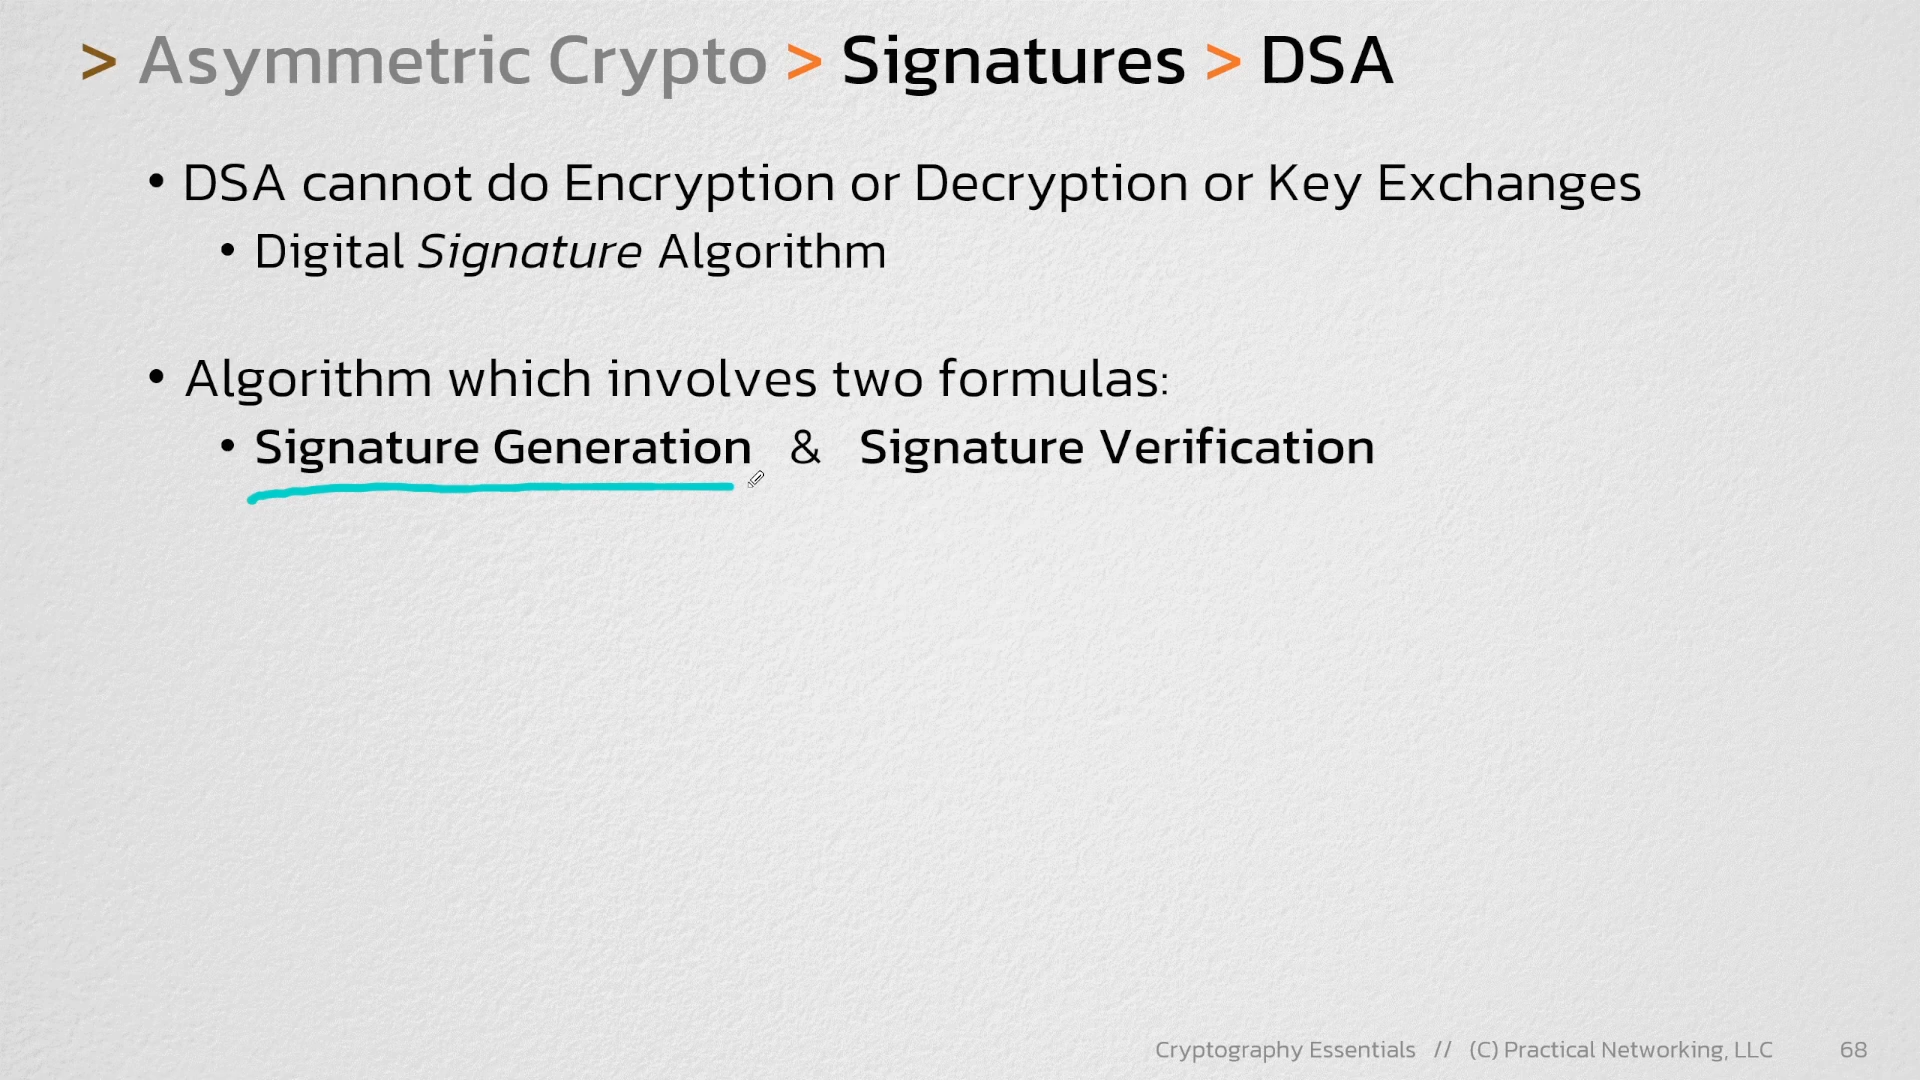 > Asymmetric Crypto > Signatures > DSA
• DSA cannot do Encryption or Decryption or Key Exchanges
• Digital Signature Algorithm
• Algorithm which involves two formulas:
• Signature Generation & Signature Verification
Cryptography Essentials // (C) Practical Networking, LLC 68